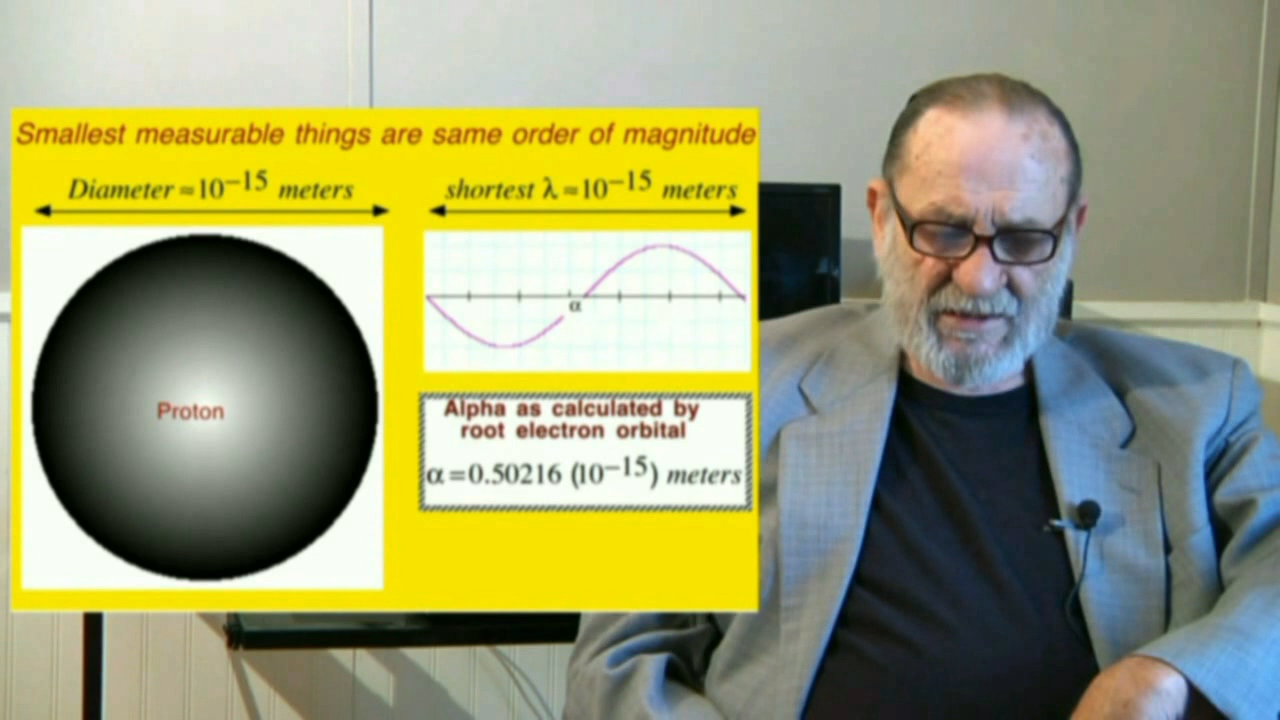 Smallest measurable things are same order of magnitude
Diameter ≈ 10⁻¹⁵ meters
shortest λ ≈ 10⁻¹⁵ meters
α
Proton
Alpha as calculated by
root electron orbital
α = 0.50216 (10⁻¹⁵) meters